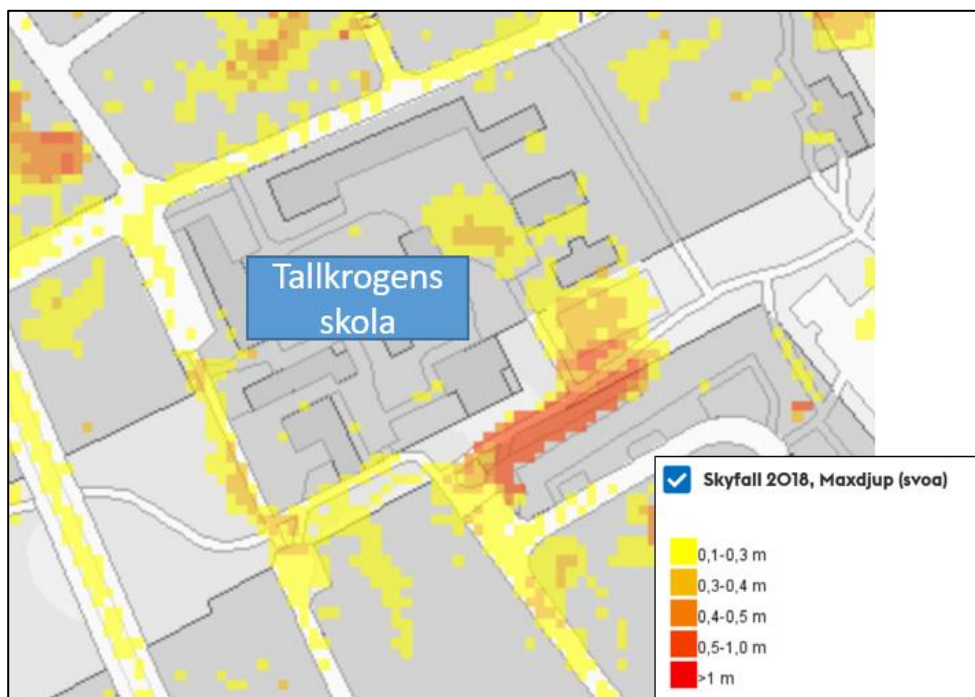 Tallkrogens
skola
Skyfall 2018, Maxdjup (svoa)
0,1-0,3 m
0,3-0,4 m
0,4-0,5 m
0,5-1,0 m
>1 m